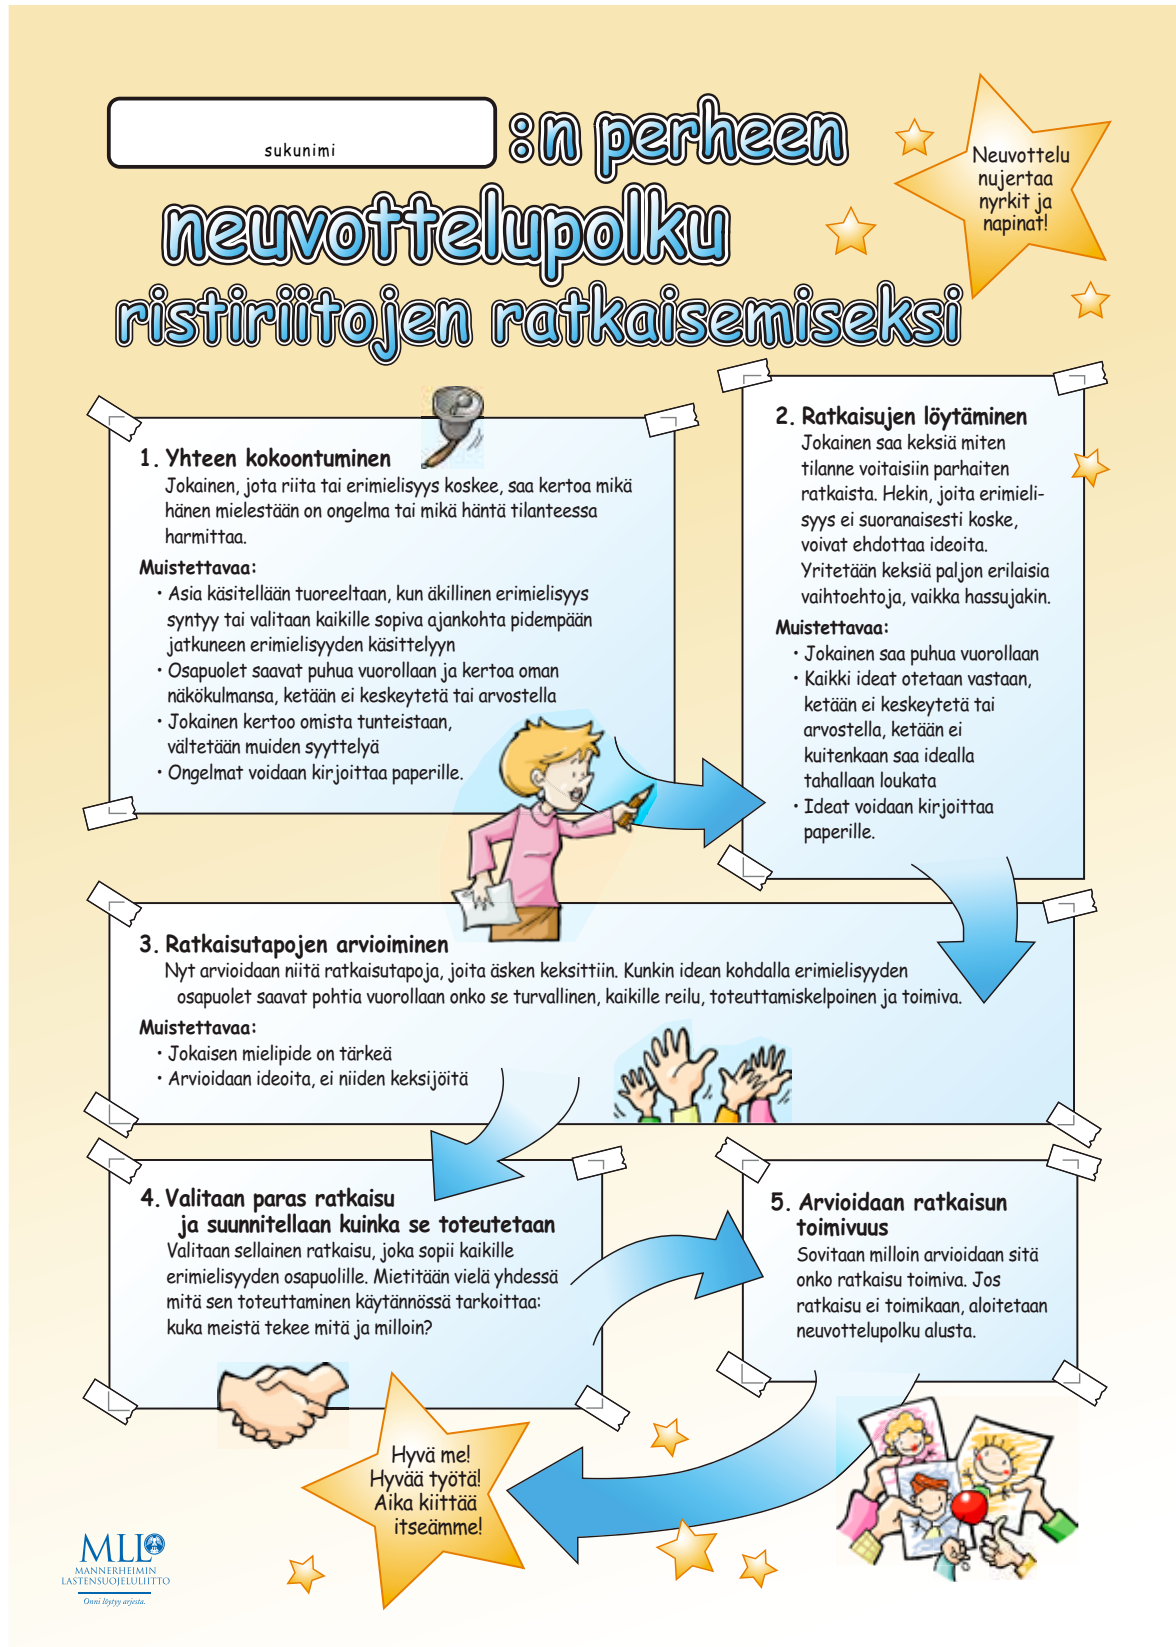 sukunimi
:n perheen
neuvottelupolku
ristiriitojen ratkaisemiseksi
Neuvottelu
nujertaa
nyrkit ja
napinat!
1. Yhteen kokoontuminen
Jokainen, jota riita tai erimielisyys koskee, saa kertoa mikä
hänen mielestään on ongelma tai mikä häntä tilanteessa
harmittaa.
Muistettavaa:
• Asia käsitellään tuoreeltaan, kun äkillinen erimielisyys
syntyy tai valitaan kaikille sopiva ajankohta pidempään
jatkuneen erimielisyyden käsittelyyn
• Osapuolet saavat puhua vuorollaan ja kertoa oman
näkökulmansa, ketään ei keskeytetä tai arvostella
• Jokainen kertoo omista tunteistaan,
vältetään muiden syyttelyä
• Ongelmat voidaan kirjoittaa paperille.
2. Ratkaisujen löytäminen
Jokainen saa keksiä miten
tilanne voitaisiin parhaiten
ratkaista. Hekin, joita erimieli-
syys ei suoranaisesti koske,
voivat ehdottaa ideoita.
Yritetään keksiä paljon erilaisia
vaihtoehtoja, vaikka hassujakin.
Muistettavaa:
• Jokainen saa puhua vuorollaan
• Kaikki ideat otetaan vastaan,
ketään ei keskeytetä tai
arvostella, ketään ei
kuitenkaan saa idealla
tahallaan loukata
• Ideat voidaan kirjoittaa
paperille.
3. Ratkaisutapojen arvioiminen
Nyt arvioidaan niitä ratkaisutapoja, joita äsken keksittiin. Kunkin idean kohdalla erimielisyyden
osapuolet saavat pohtia vuorollaan onko se turvallinen, kaikille reilu, toteuttamiskelpoinen ja toimiva.
Muistettavaa:
• Jokaisen mielipide on tärkeä
• Arvioidaan ideoita, ei niiden keksijöitä
4. Valitaan paras ratkaisu
ja suunnitellaan kuinka se toteutetaan
Valitaan sellainen ratkaisu, joka sopii kaikille
erimielisyyden osapuolille. Mietitään vielä yhdessä
mitä sen toteuttaminen käytännössä tarkoittaa:
kuka meistä tekee mitä ja milloin?
5. Arvioidaan ratkaisun
toimivuus
Sovitaan milloin arvioidaan sitä
onko ratkaisu toimiva. Jos
ratkaisu ei toimikaan, aloitetaan
neuvottelupolku alusta.
Hyvä me!
Hyvää työtä!
Aika kiittää
itseämme!
MLL
MANNERHEIMIN
LASTENSUOJELULIITTO
Onni löytyy arjesta.